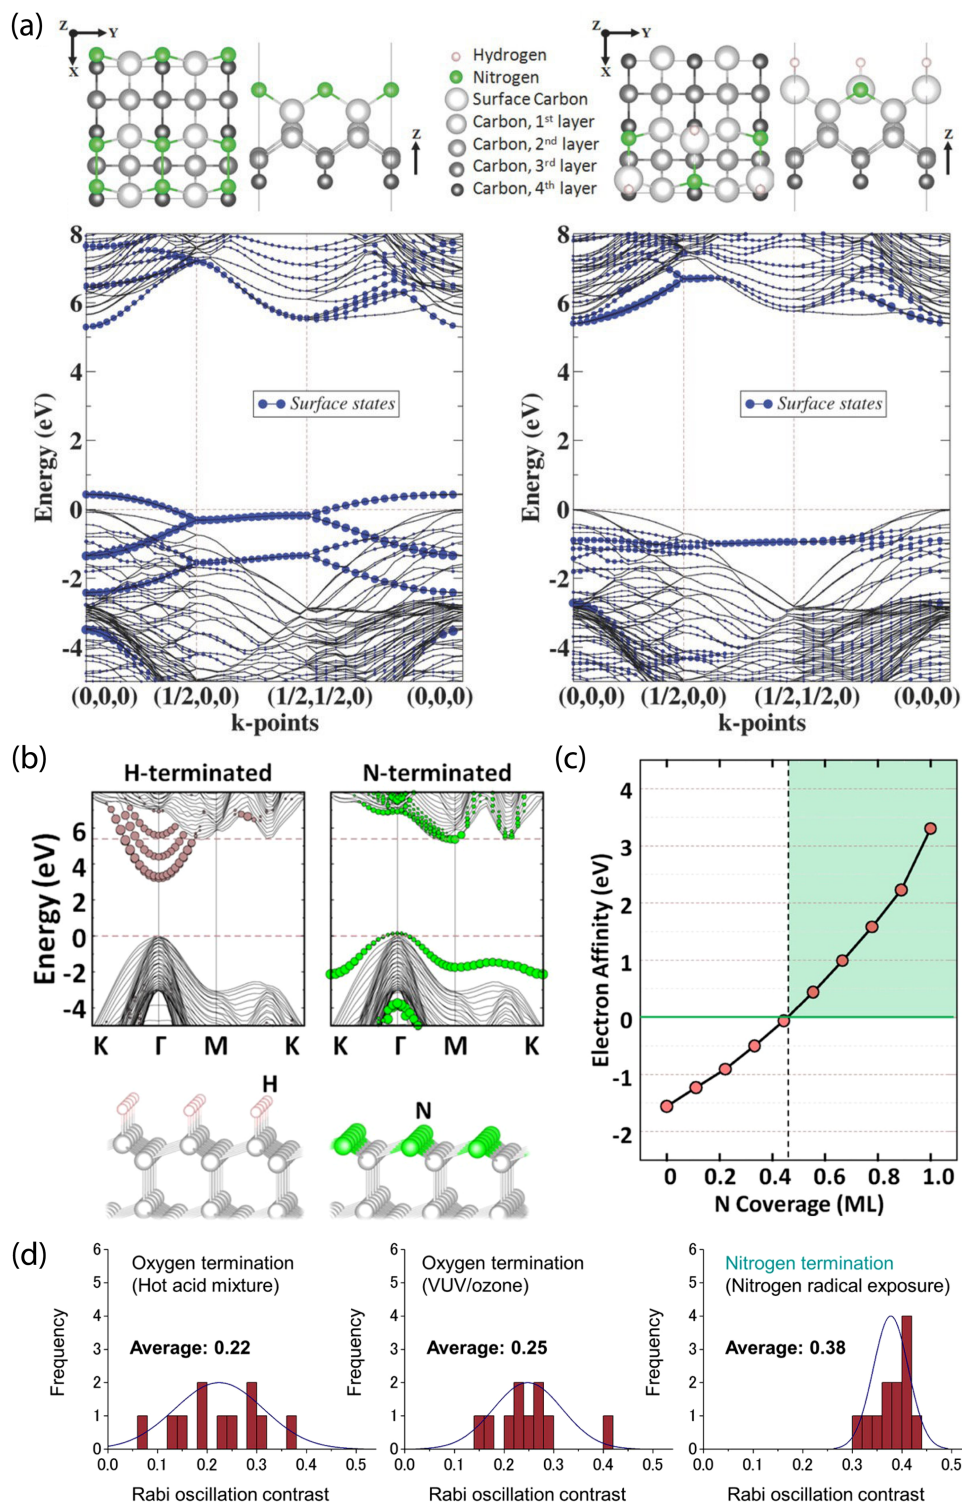 (a)
Z
Y
X
Z
Hydrogen
Nitrogen
Surface Carbon
Carbon, 1st layer
Carbon, 2nd layer
Carbon, 3rd layer
Carbon, 4th layer
Z
Y
X
Z
8
6
4
2
0
-2
-4
Energy (eV)
Surface states
(0,0,0) (1/2,0,0) (1/2,1/2,0) (0,0,0)
k-points
8
6
4
2
0
-2
-4
Energy (eV)
Surface states
(0,0,0) (1/2,0,0) (1/2,1/2,0) (0,0,0)
k-points
(b)
H-terminated
N-terminated
Energy (eV)
6
4
2
0
-2
-4
K Γ M K
6
4
2
0
-2
-4
K Γ M K
H
N
(c)
Electron Affinity (eV)
4
3
2
1
0
-1
-2
0 0.2 0.4 0.6 0.8 1.0
N Coverage (ML)
(d)
Oxygen termination
(Hot acid mixture)
Average: 0.22
Frequency
6
5
4
3
2
1
0
0.0 0.1 0.2 0.3 0.4 0.5
Rabi oscillation contrast
Oxygen termination
(VUV/ozone)
Average: 0.25
Frequency
6
5
4
3
2
1
0
0.0 0.1 0.2 0.3 0.4 0.5
Rabi oscillation contrast
Nitrogen termination
(Nitrogen radical exposure)
Average: 0.38
Frequency
6
5
4
3
2
1
0
0.0 0.1 0.2 0.3 0.4 0.5
Rabi oscillation contrast